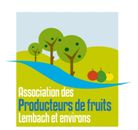 Association des
Producteurs de fruits
Lembach et environs